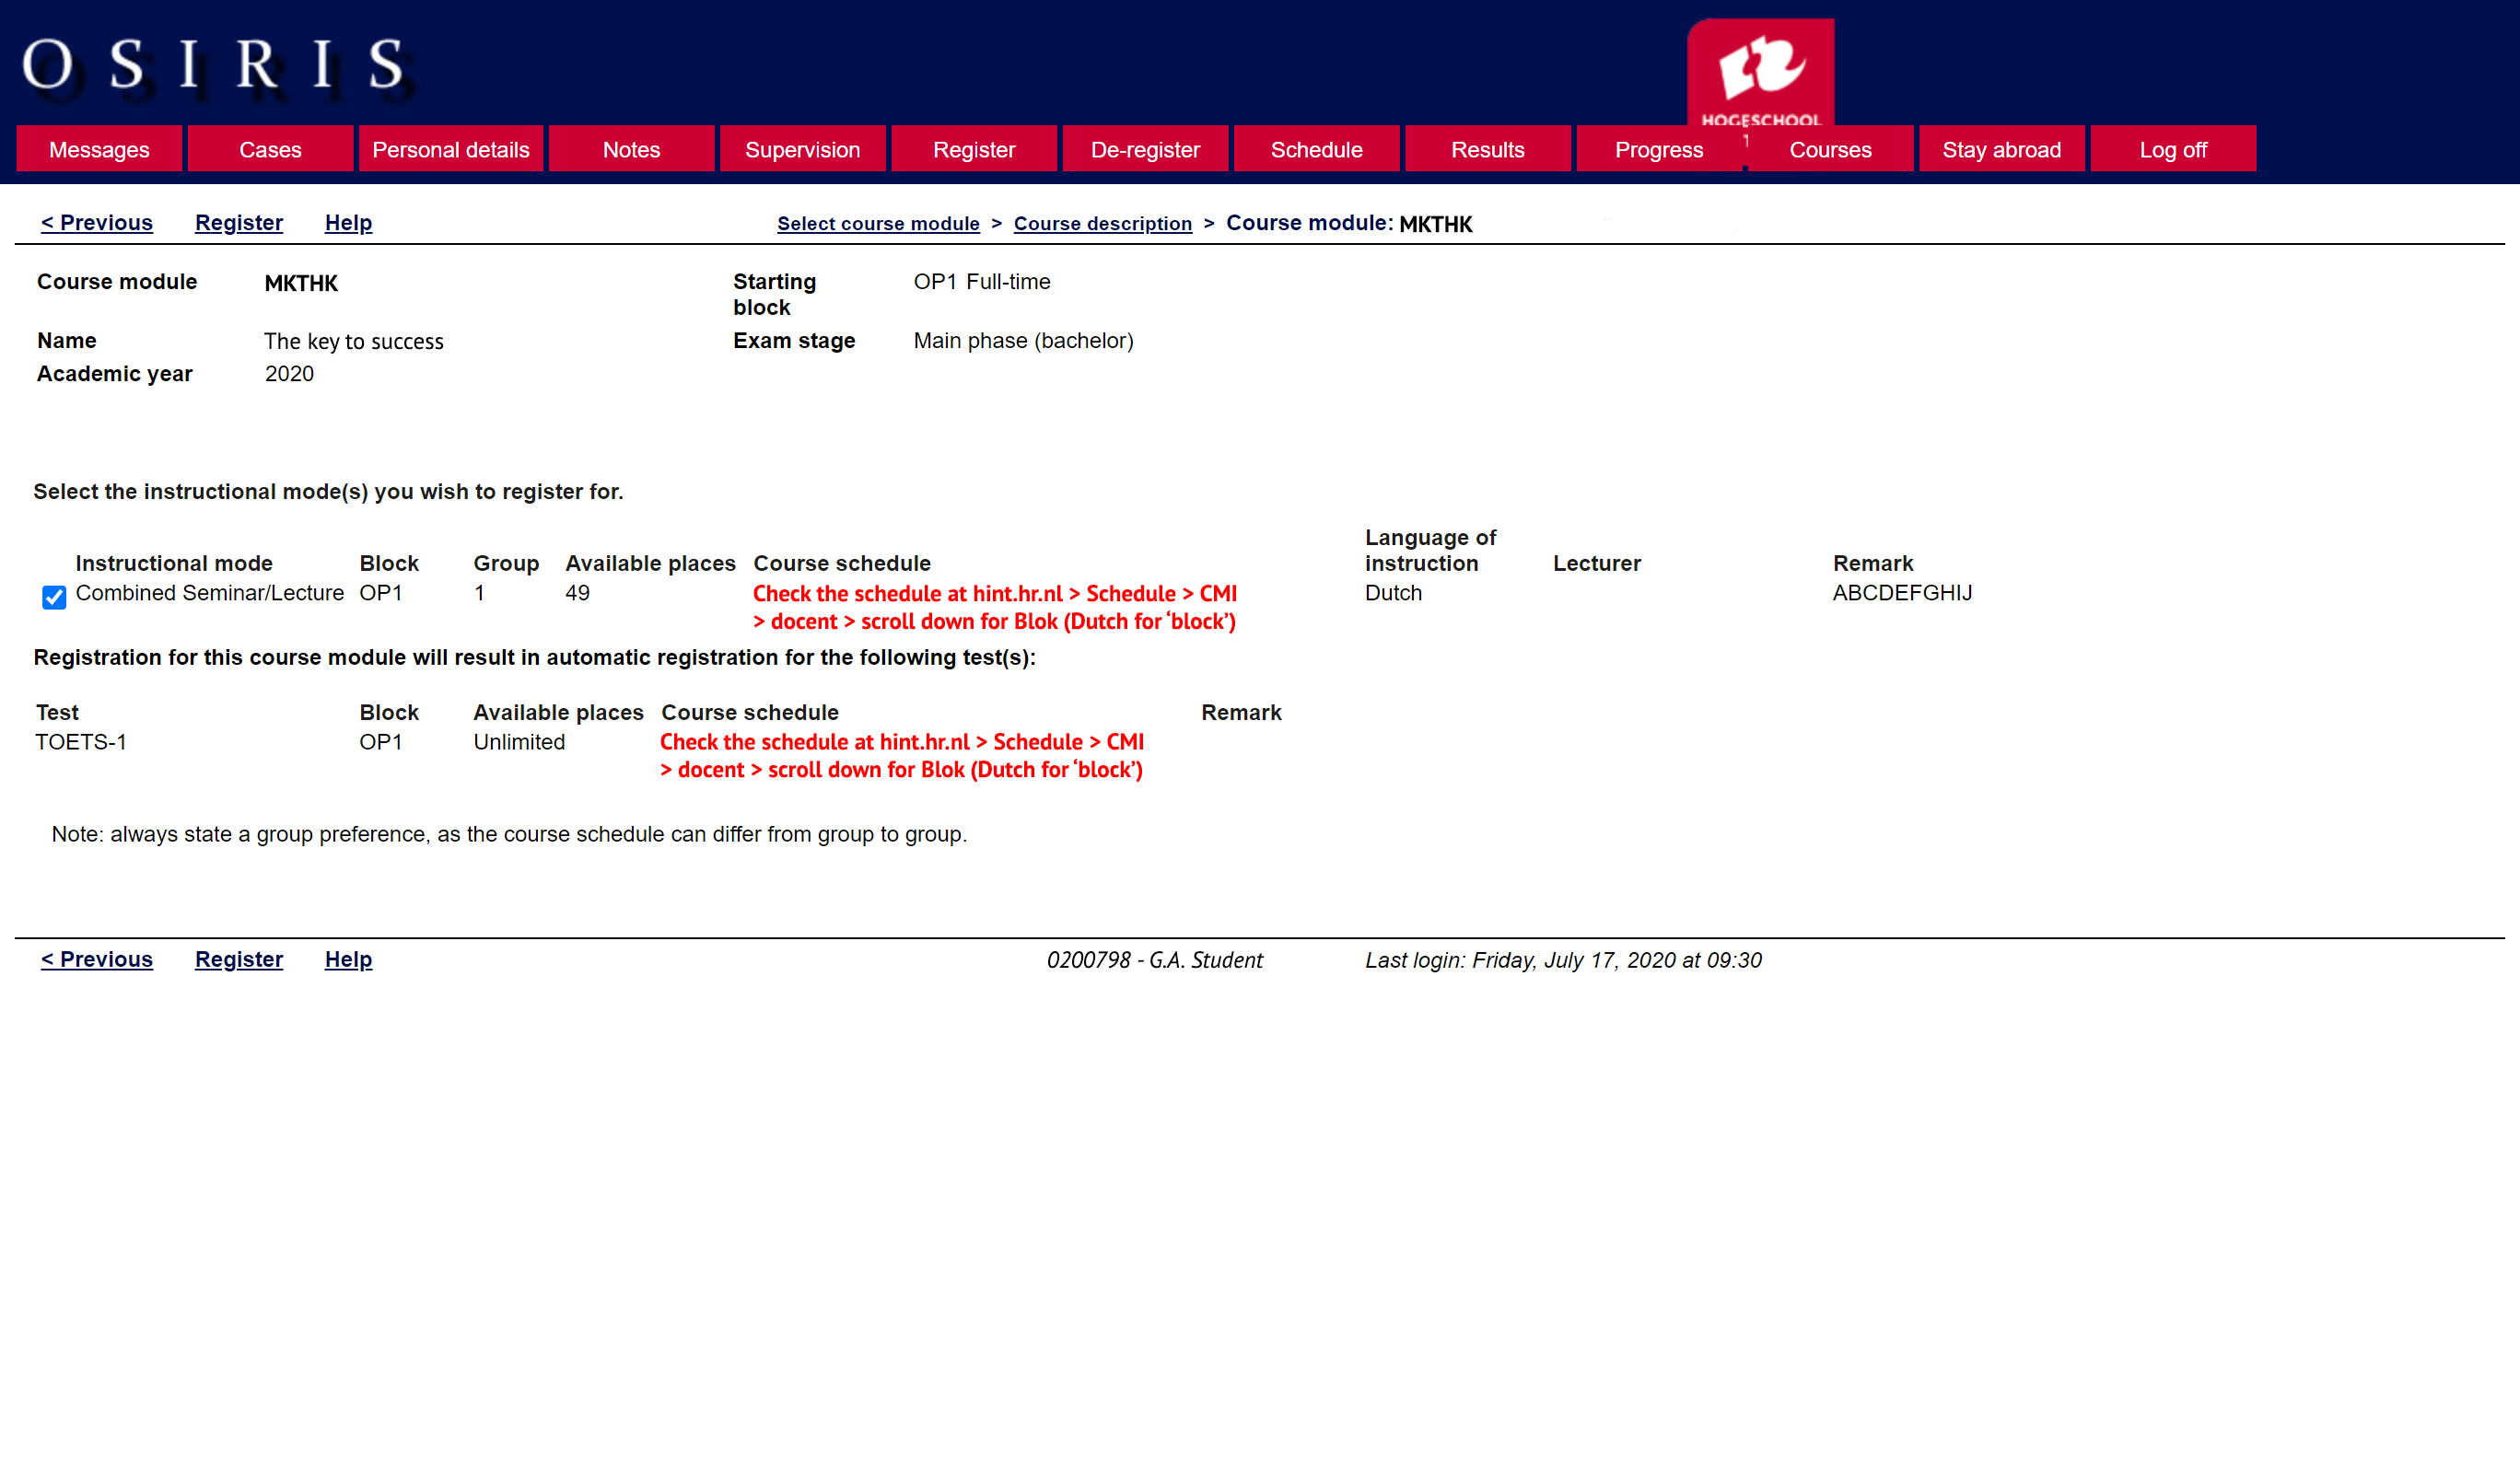 OSIRIS
HOGESCHOOL
Messages Cases Personal details Notes Supervision Register De-register Schedule Results Progress Courses Stay abroad Log off
< Previous Register Help Select course module > Course description > Course module: MKTHK
Course module MKTHK Starting block OP1 Full-time
Name The key to success Exam stage Main phase (bachelor)
Academic year 2020
Select the instructional mode(s) you wish to register for.
Instructional mode Block Group Available places Course schedule Language of instruction Lecturer Remark
Combined Seminar/Lecture OP1 1 49 Check the schedule at hint.hr.nl > Schedule > CMI Dutch ABCDEFGHIJ
> docent > scroll down for Blok (Dutch for ‘block’)
Registration for this course module will result in automatic registration for the following test(s):
Test Block Available places Course schedule Remark
TOETS-1 OP1 Unlimited Check the schedule at hint.hr.nl > Schedule > CMI
> docent > scroll down for Blok (Dutch for ‘block’)
Note: always state a group preference, as the course schedule can differ from group to group.
< Previous Register Help 0200798 - G.A. Student Last login: Friday, July 17, 2020 at 09:30